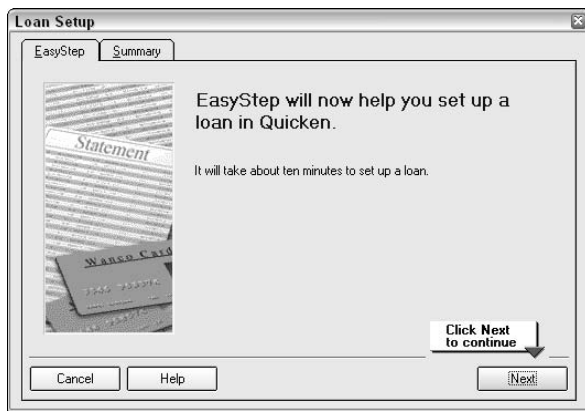 Loan Setup
EasyStep
Summary
Statement
Wanco Card
EasyStep will now help you set up a
loan in Quicken.
It will take about ten minutes to set up a loan.
Click Next
to continue
Cancel
Help
Next